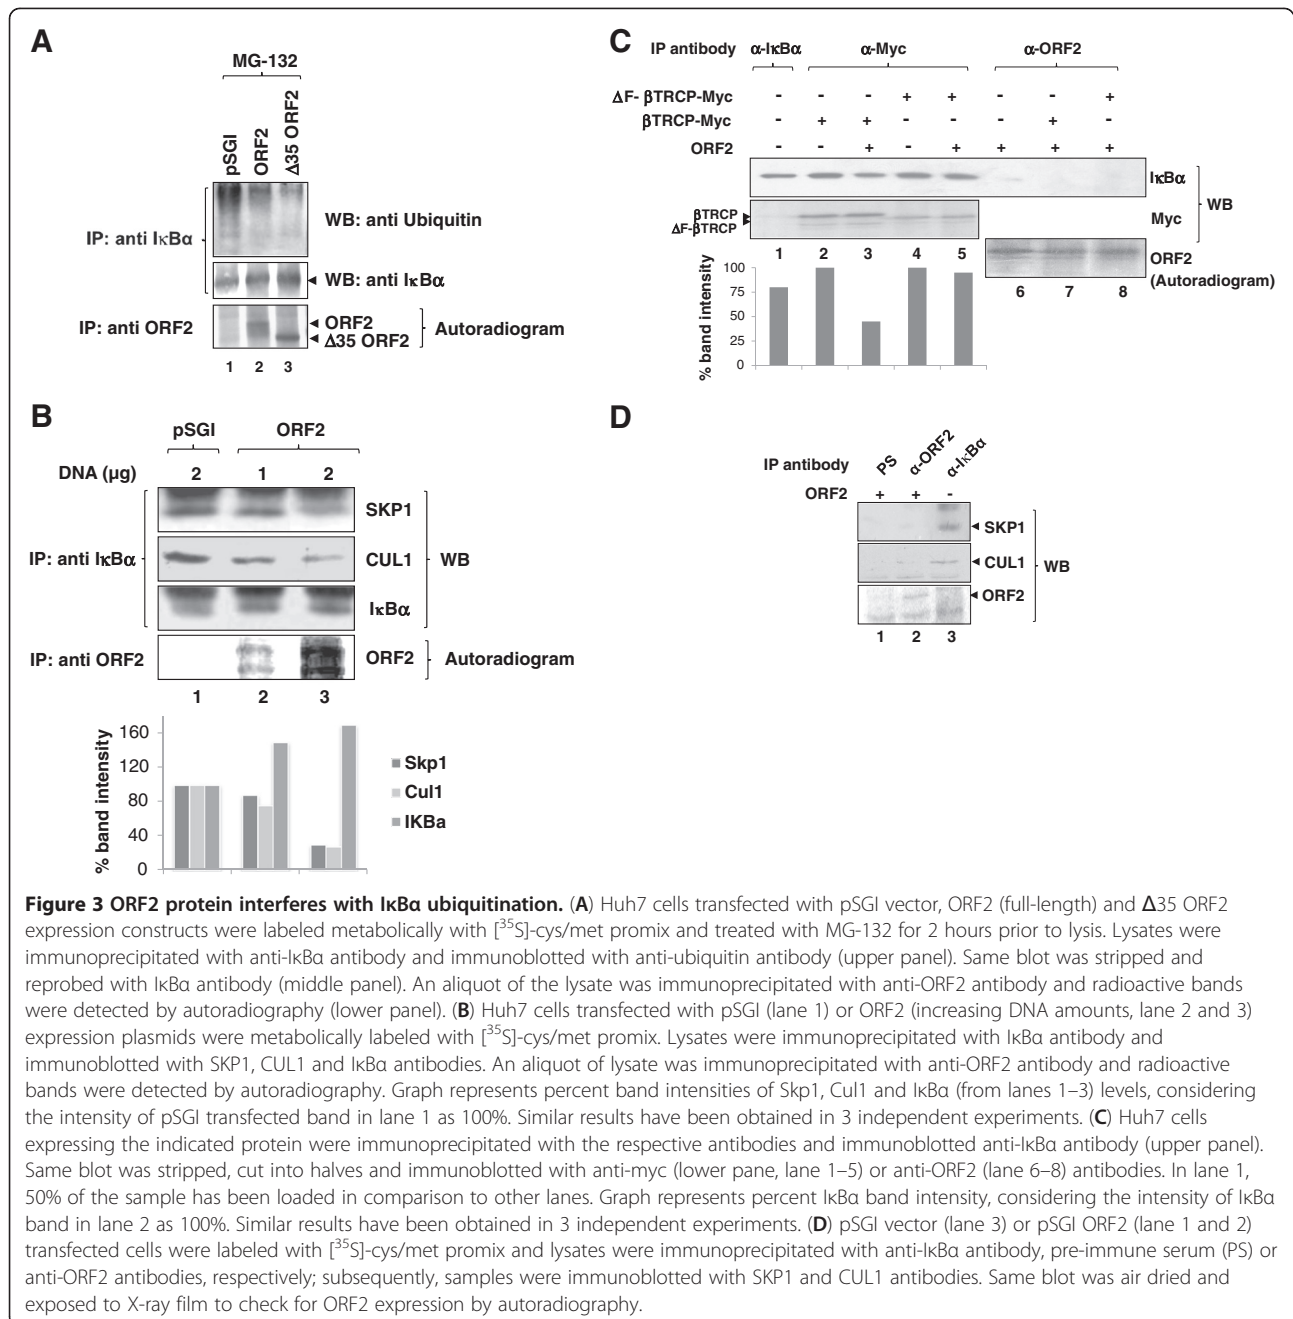 A
MG-132
pSGI
ORF2
Δ35 ORF2
IP: anti IκBα
WB: anti Ubiquitin
WB: anti IκBα
IP: anti ORF2
ORF2
Δ35 ORF2
Autoradiogram
1 2 3
B
pSGI ORF2
DNA (μg) 2 1 2
SKP1
IP: anti IκBα
CUL1
WB
IκBα
IP: anti ORF2
ORF2
Autoradiogram
1 2 3
% band intensity
160
120
80
40
0
Skp1
Cul1
IKBa
C
IP antibody α-IκBα α-Myc α-ORF2
ΔF- βTRCP-Myc - - - + + - - +
βTRCP-Myc - + + - - - + -
ORF2 - - + - + + + +
IκBα
WB
βTRCP
ΔF-βTRCP
Myc
1 2 3 4 5
ORF2
(Autoradiogram)
6 7 8
% band intensity
100
75
50
25
0
D
IP antibody PS α-ORF2 α-IκBα
ORF2 + + -
SKP1
CUL1
WB
ORF2
1 2 3
Figure 3 ORF2 protein interferes with IκBα ubiquitination. (A) Huh7 cells transfected with pSGI vector, ORF2 (full-length) and Δ35 ORF2
expression constructs were labeled metabolically with [35S]-cys/met promix and treated with MG-132 for 2 hours prior to lysis. Lysates were
immunoprecipitated with anti-IκBα antibody and immunoblotted with anti-ubiquitin antibody (upper panel). Same blot was stripped and
reprobed with IκBα antibody (middle panel). An aliquot of the lysate was immunoprecipitated with anti-ORF2 antibody and radioactive bands
were detected by autoradiography (lower panel). (B) Huh7 cells transfected with pSGI (lane 1) or ORF2 (increasing DNA amounts, lane 2 and 3)
expression plasmids were metabolically labeled with [35S]-cys/met promix. Lysates were immunoprecipitated with IκBα antibody and
immunoblotted with SKP1, CUL1 and IκBα antibodies. An aliquot of lysate was immunoprecipitated with anti-ORF2 antibody and radioactive
bands were detected by autoradiography. Graph represents percent band intensities of Skp1, Cul1 and IκBα (from lanes 1–3) levels, considering
the intensity of pSGI transfected band in lane 1 as 100%. Similar results have been obtained in 3 independent experiments. (C) Huh7 cells
expressing the indicated protein were immunoprecipitated with the respective antibodies and immunoblotted anti-IκBα antibody (upper panel).
Same blot was stripped, cut into halves and immunoblotted with anti-myc (lower pane, lane 1–5) or anti-ORF2 (lane 6–8) antibodies. In lane 1,
50% of the sample has been loaded in comparison to other lanes. Graph represents percent IκBα band intensity, considering the intensity of IκBα
band in lane 2 as 100%. Similar results have been obtained in 3 independent experiments. (D) pSGI vector (lane 3) or pSGI ORF2 (lane 1 and 2)
transfected cells were labeled with [35S]-cys/met promix and lysates were immunoprecipitated with anti-IκBα antibody, pre-immune serum (PS) or
anti-ORF2 antibodies, respectively; subsequently, samples were immunoblotted with SKP1 and CUL1 antibodies. Same blot was air dried and
exposed to X-ray film to check for ORF2 expression by autoradiography.